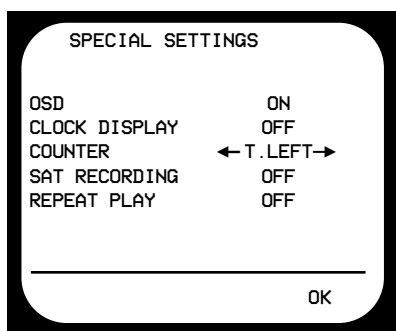 SPECIAL SETTINGS
OSD ON
CLOCK DISPLAY OFF
COUNTER ←T.LEFT→
SAT RECORDING OFF
REPEAT PLAY OFF
OK